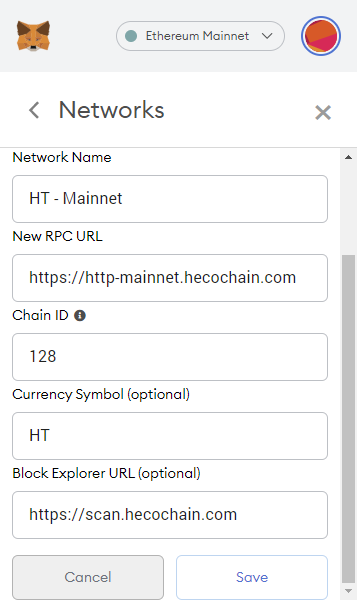 Ethereum Mainnet
Networks
Network Name
HT - Mainnet
New RPC URL
https://http-mainnet.hecochain.com
Chain ID
128
Currency Symbol (optional)
HT
Block Explorer URL (optional)
https://scan.hecochain.com
Cancel Save